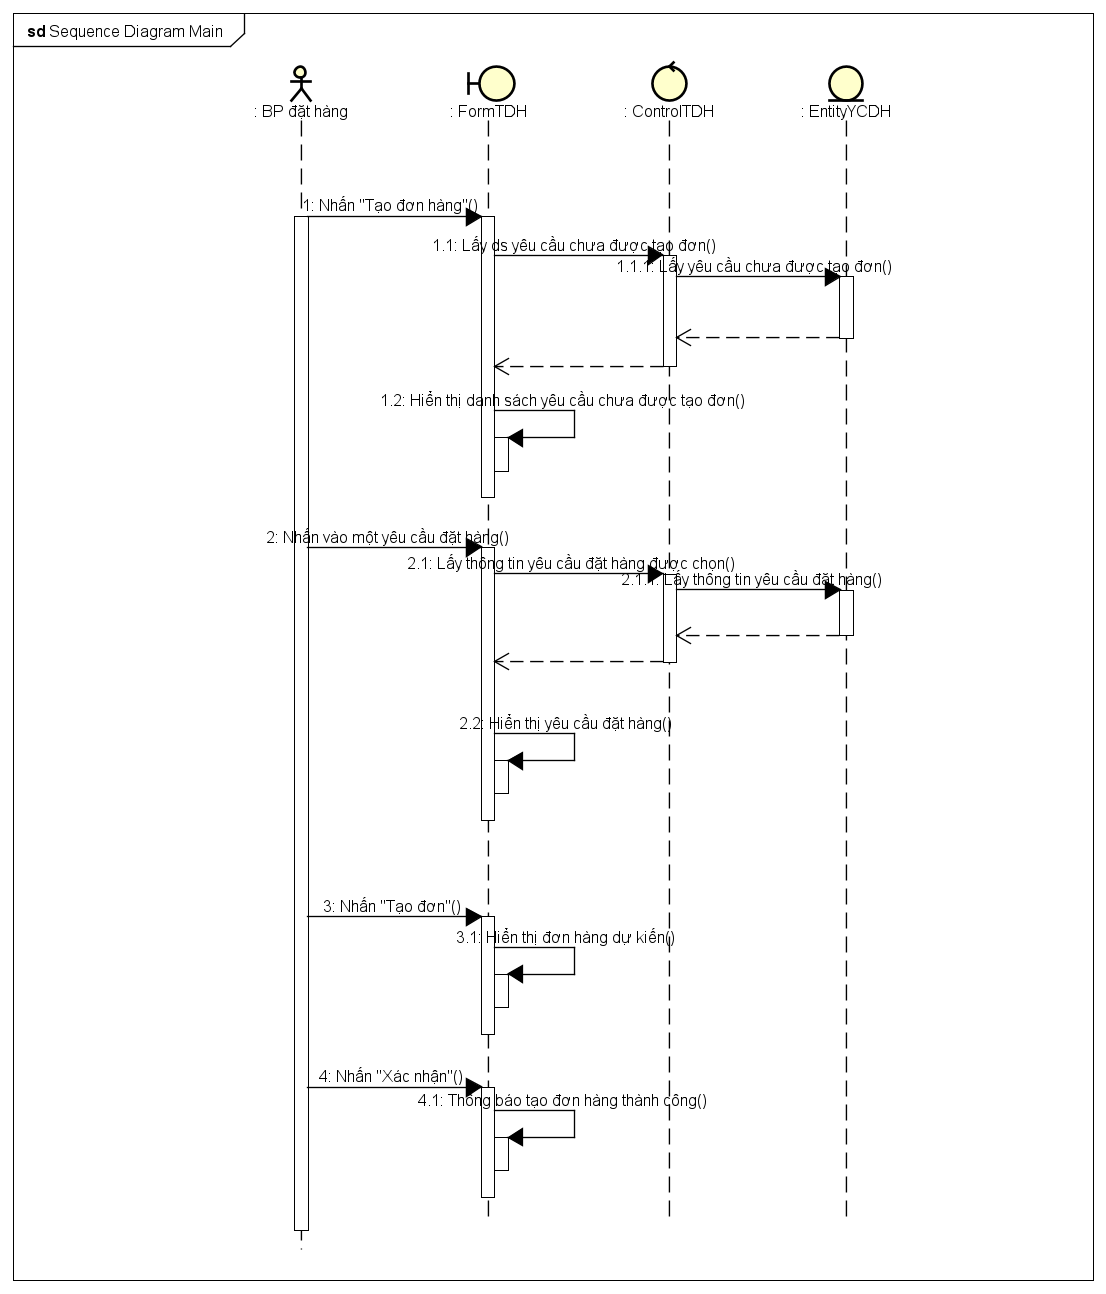 sd Sequence Diagram Main
: BP đặt hàng
: FormTDH
: ControlTDH
: EntityYCDH
1: Nhấn "Tạo đơn hàng"()
1.1: Lấy ds yêu cầu chưa được tạo đơn()
1.1.1: Lấy yêu cầu chưa được tạo đơn()
1.2: Hiển thị danh sách yêu cầu chưa được tạo đơn()
2: Nhấn vào một yêu cầu đặt hàng()
2.1: Lấy thông tin yêu cầu đặt hàng được chọn()
2.1.1: Lấy thông tin yêu cầu đặt hàng()
2.2: Hiển thị yêu cầu đặt hàng()
3: Nhấn "Tạo đơn"()
3.1: Hiển thị đơn hàng dự kiến()
4: Nhấn "Xác nhận"()
4.1: Thông báo tạo đơn hàng thành công()